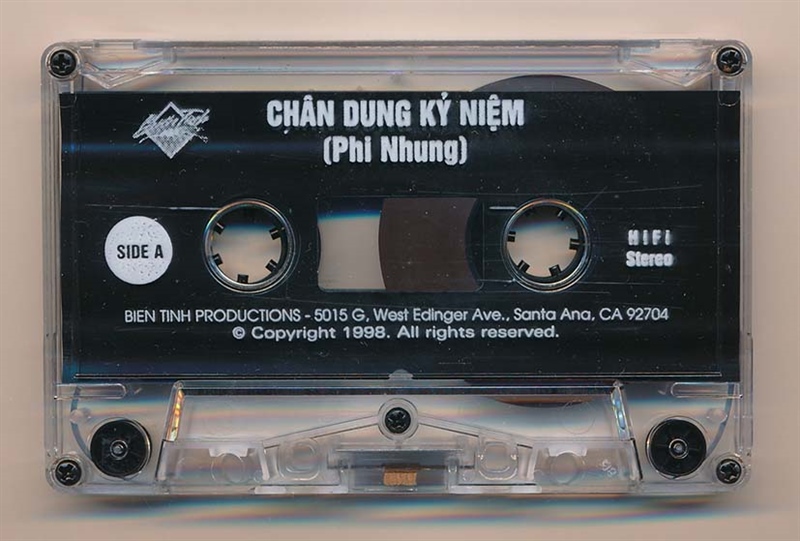 CHÂN DUNG KỶ NIỆM
(Phi Nhung)
SIDE A
HIFI
Stereo
BIEN TINH PRODUCTIONS - 5015 G, West Edinger Ave., Santa Ana, CA 92704
© Copyright 1998. All rights reserved.